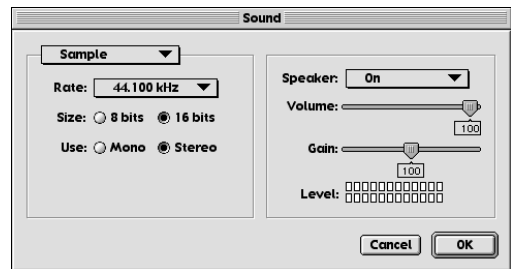 Sound
Sample
Rate: 44.100 kHz
Size: 8 bits 16 bits
Use: Mono Stereo
Speaker: On
Volume:
100
Gain:
100
Level:
Cancel OK